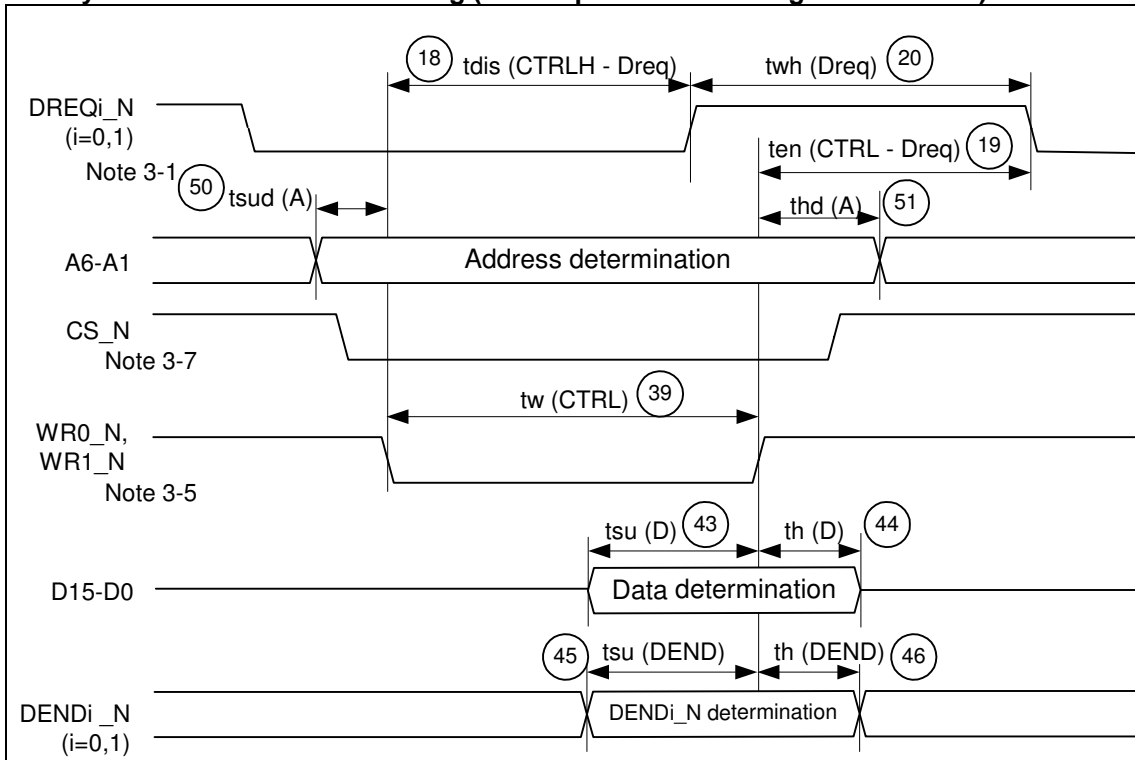 18 tdis (CTRLH - Dreq) twh (Dreq) 20
DREQi_N
(i=0,1)
Note 3-1
ten (CTRL - Dreq) 19
50 tsud (A)
thd (A) 51
A6-A1
Address determination
CS_N
Note 3-7
tw (CTRL) 39
WR0_N,
WR1_N
Note 3-5
tsu (D) 43 th (D) 44
D15-D0
Data determination
45 tsu (DEND) th (DEND) 46
DENDi _N
(i=0,1)
DENDi_N determination